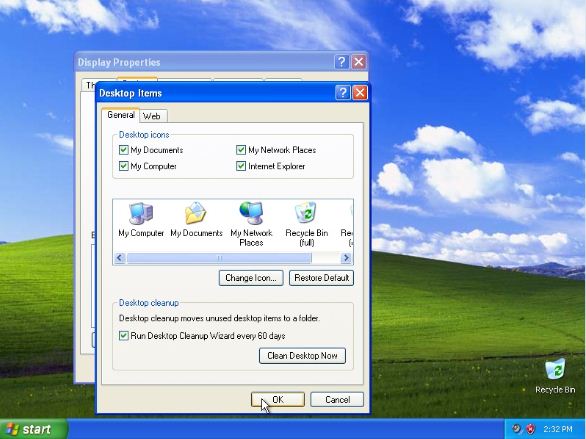 Display Properties
Th
Desktop Items
General Web
Desktop icons
My Documents My Network Places
My Computer Internet Explorer
My Computer My Documents My Network Places Recycle Bin (full)
Change Icon... Restore Default
Desktop cleanup
Desktop cleanup moves unused desktop items to a folder.
Run Desktop Cleanup Wizard every 60 days
Clean Desktop Now
OK Cancel
Recycle Bin
start 2:32 PM